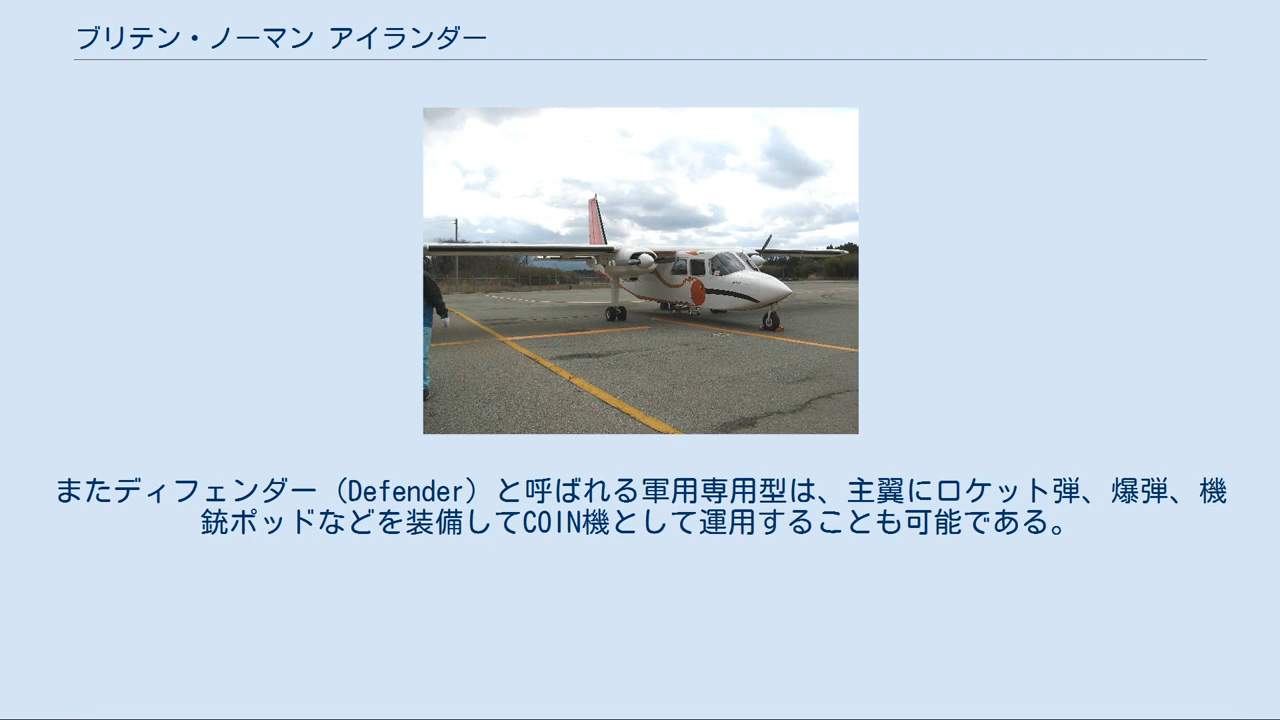 ブリテン・ノーマン アイランダー
またディフェンダー（Defender）と呼ばれる軍用専用型は、主翼にロケット弾、爆弾、機
銃ポッドなどを装備してCOIN機として運用することも可能である。